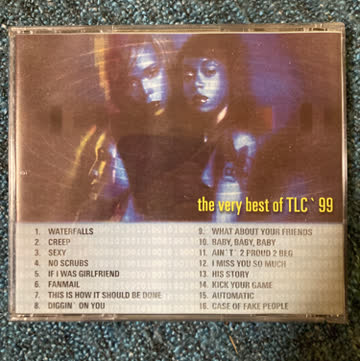 the very best of TLC` 99
1. WATERFALLS
2. CREEP
3. SEXY
4. NO SCRUBS
5. IF I WAS GIRLFRIEND
6. FANMAIL
7. THIS IS HOW IT SHOULD BE DONE
8. DIGGIN` ON YOU
9. WHAT ABOUT YOUR FRIENDS
10. BABY, BABY, BABY
11. AIN`T` 2 PROUD 2 BEG
12. I MISS YOU SO MUCH
13. HIS STORY
14. KICK YOUR GAME
15. AUTOMATIC
16. CASE OF FAKE PEOPLE